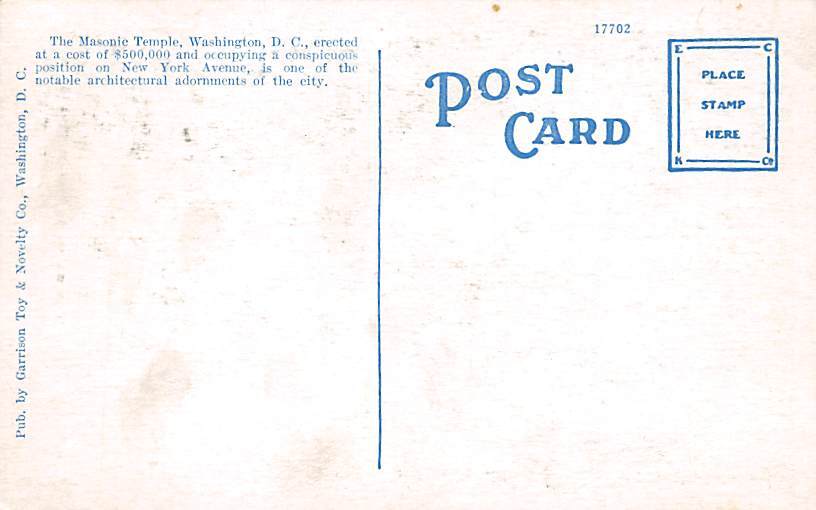 The Masonic Temple, Washington, D. C., erected
at a cost of $500,000 and occupying a conspicuous
position on New York Avenue, is one of the
notable architectural adornments of the city.
Pub. by Garrison Toy & Novelty Co., Washington, D. C.
17702
POST
CARD
E C
PLACE
STAMP
HERE
K Co